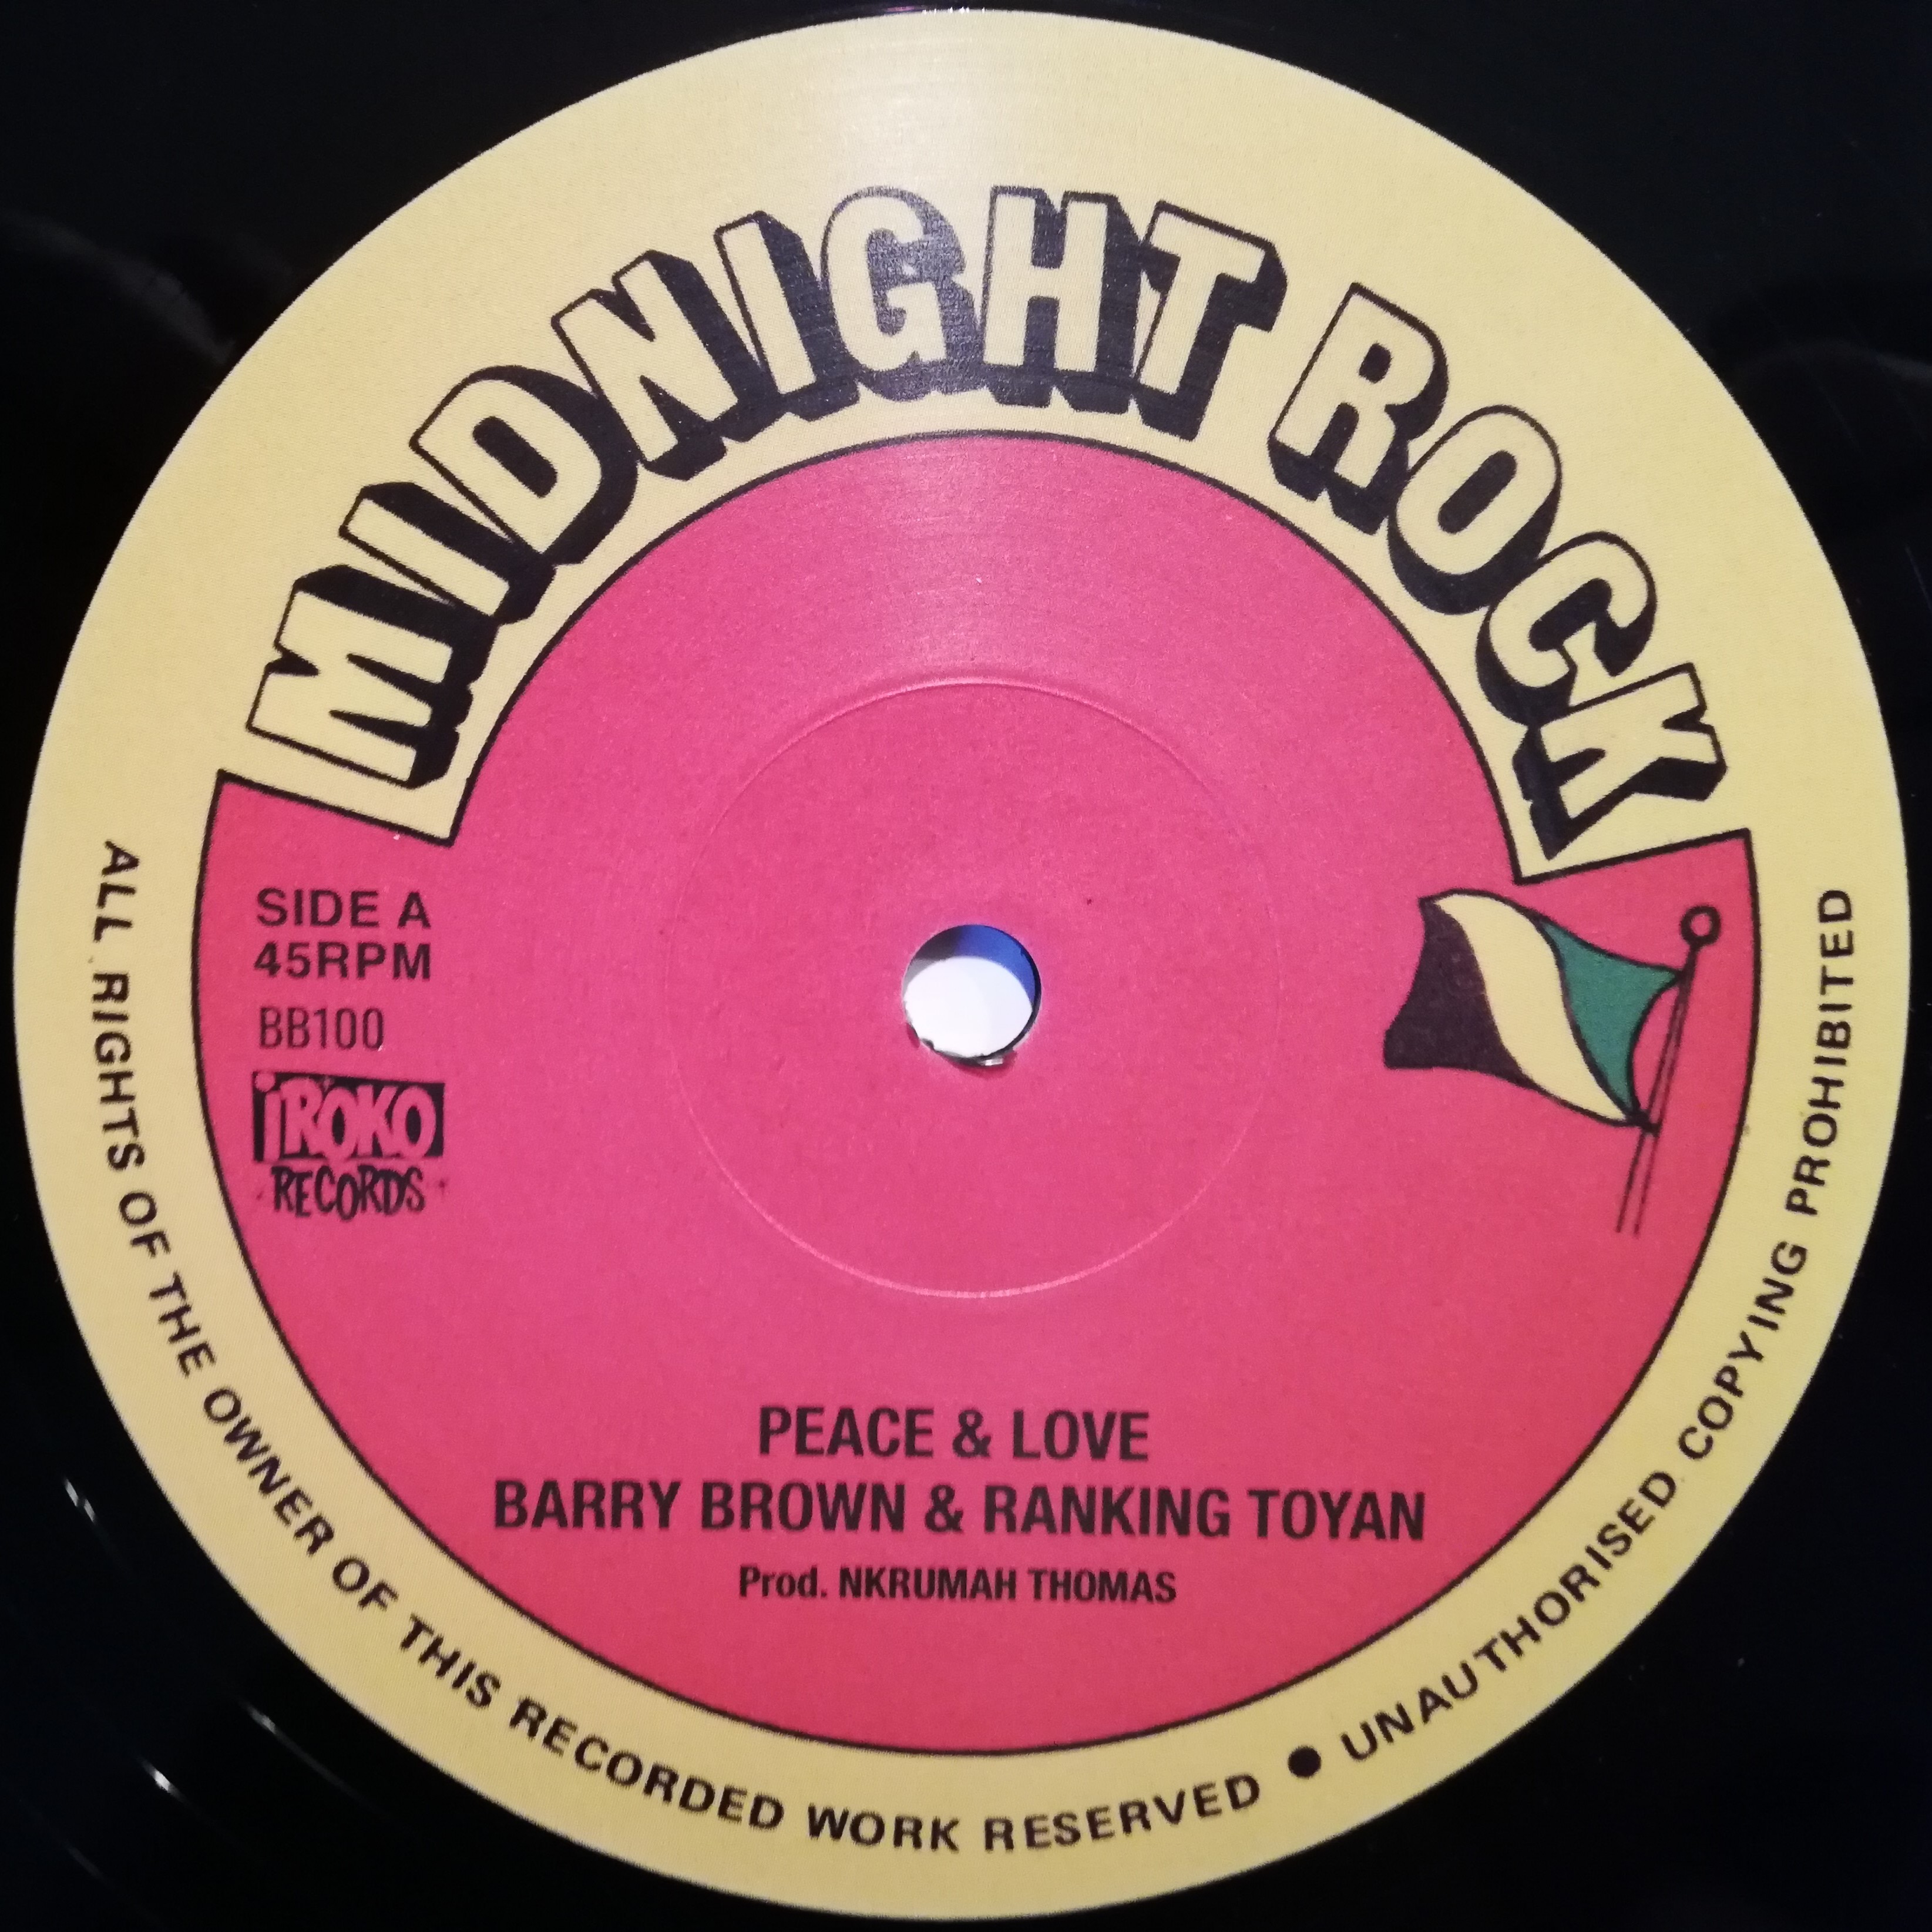 MIDNIGHT ROCK
SIDE A
45RPM
BB100
iROKO
RECORDS
PEACE & LOVE
BARRY BROWN & RANKING TOYAN
Prod. NKRUMAH THOMAS
ALL RIGHTS OF THE OWNER OF THIS RECORDED WORK RESERVED ● UNAUTHORISED COPYING PROHIBITED